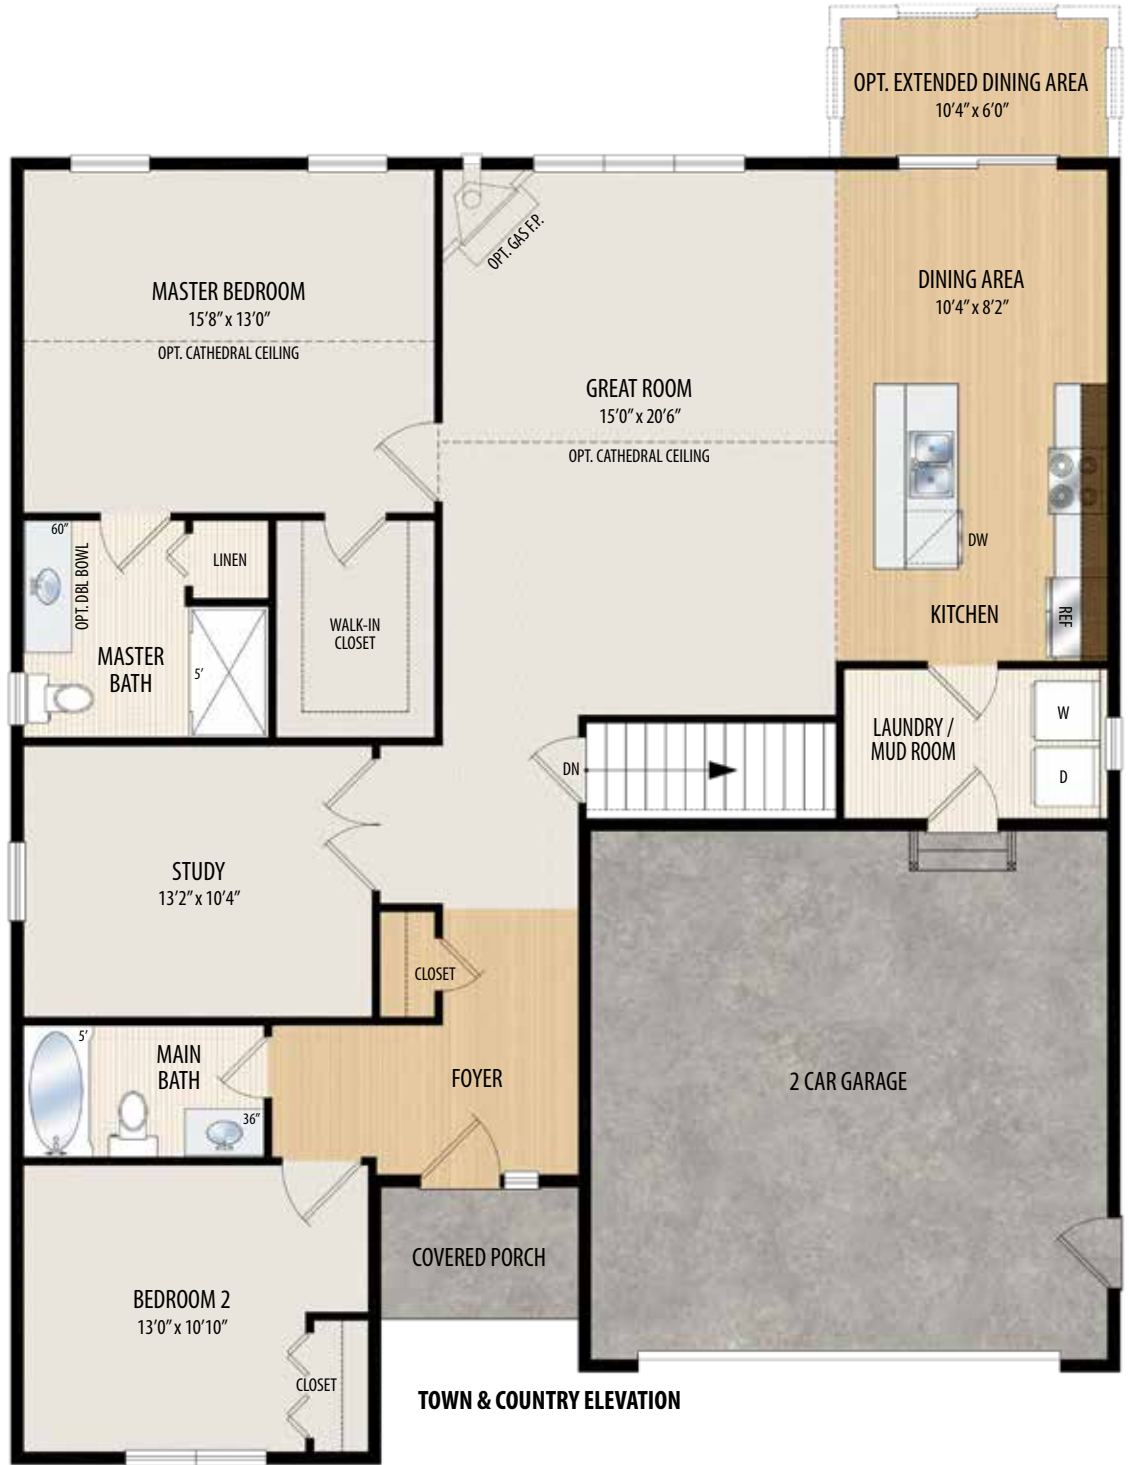 OPT. EXTENDED DINING AREA
10'4" x 6'0"
OPT. GAS F.P.
MASTER BEDROOM
15'8" x 13'0"
OPT. CATHEDRAL CEILING
DINING AREA
10'4" x 8'2"
GREAT ROOM
15'0" x 20'6"
OPT. CATHEDRAL CEILING
60"
OPT. DBL BOWL
LINEN
DW
WALK-IN
CLOSET
KITCHEN
REF
MASTER
BATH
5'
LAUNDRY /
MUD ROOM
W
D
DN
STUDY
13'2" x 10'4"
CLOSET
5'
MAIN
BATH
36"
FOYER
2 CAR GARAGE
COVERED PORCH
BEDROOM 2
13'0" x 10'10"
CLOSET
TOWN & COUNTRY ELEVATION